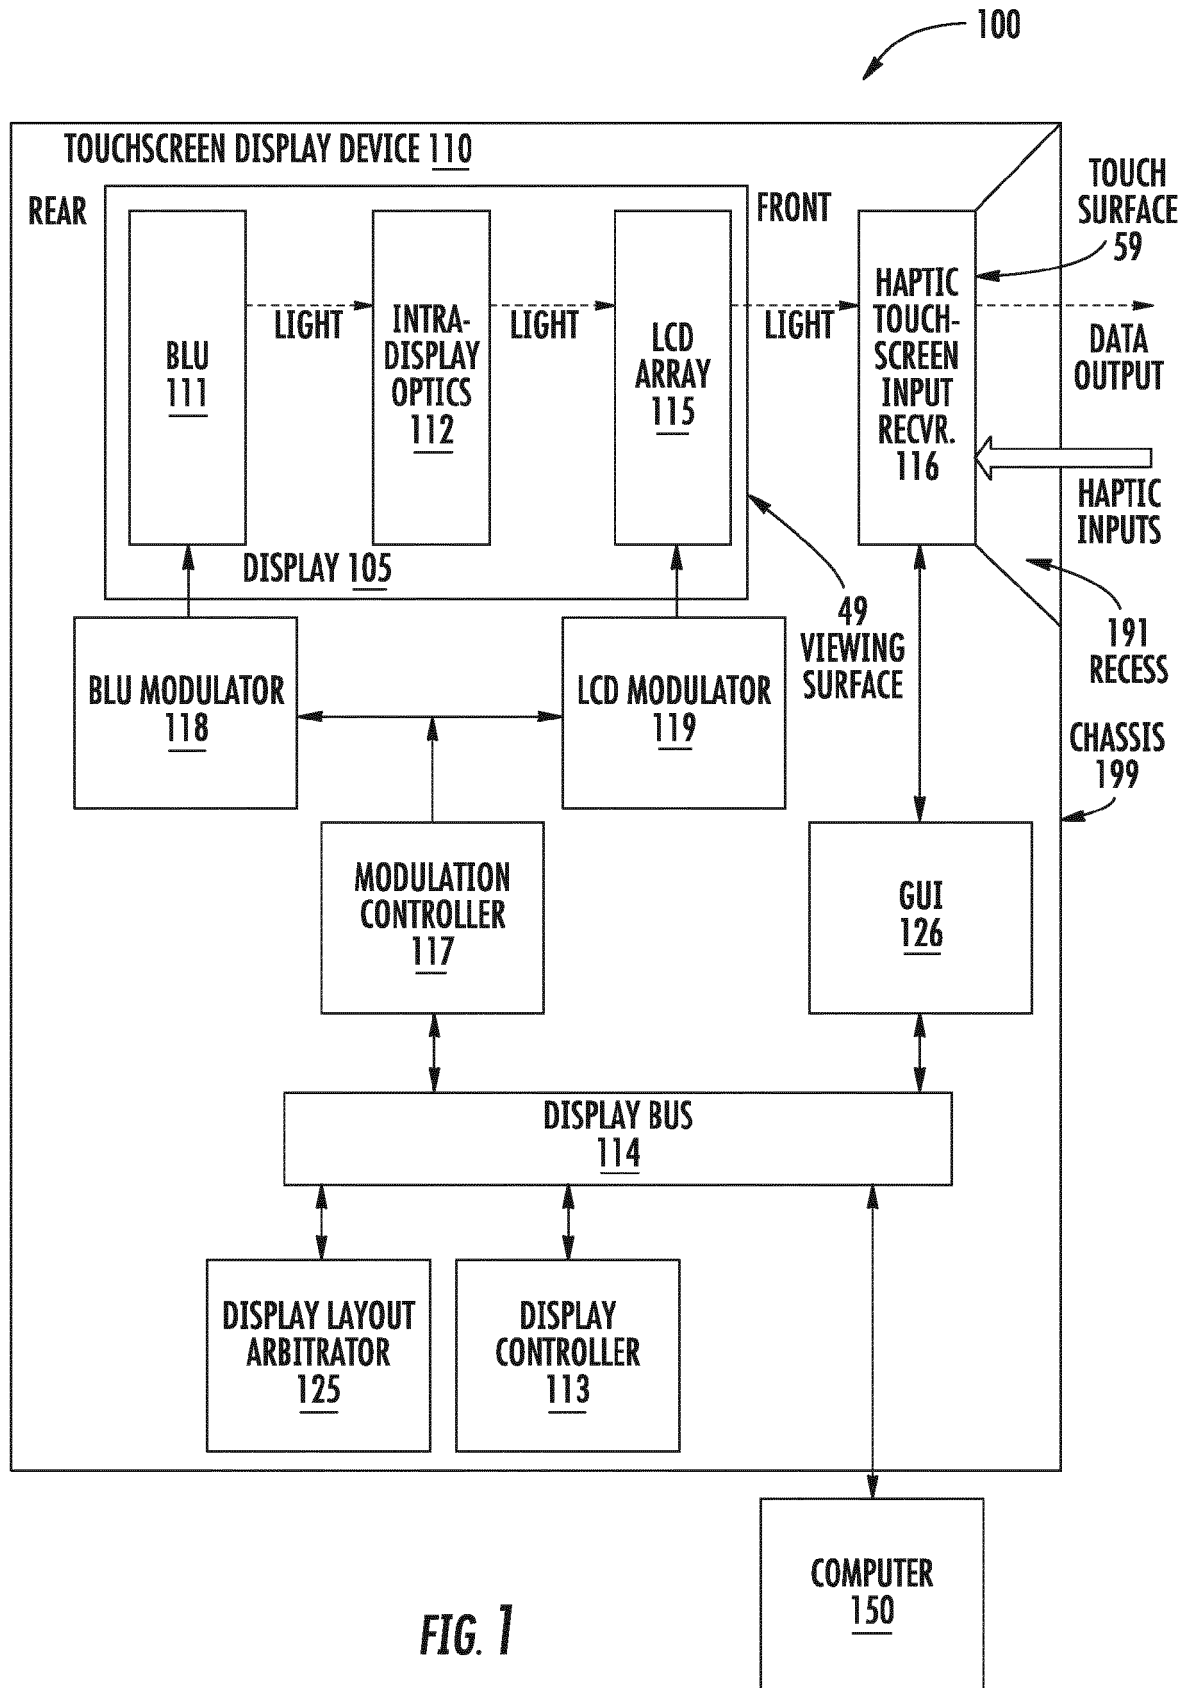 100
TOUCHSCREEN DISPLAY DEVICE 110
REAR
FRONT
TOUCH
SURFACE
59
BLU
111
LIGHT
INTRA-
DISPLAY
OPTICS
112
LIGHT
LCD
ARRAY
115
LIGHT
HAPTIC
TOUCH-
SCREEN
INPUT
RECVR.
116
DATA
OUTPUT
HAPTIC
INPUTS
DISPLAY 105
49
VIEWING
SURFACE
191
RECESS
BLU MODULATOR
118
LCD MODULATOR
119
CHASSIS
199
MODULATION
CONTROLLER
117
GUI
126
DISPLAY BUS
114
DISPLAY LAYOUT
ARBITRATOR
125
DISPLAY
CONTROLLER
113
COMPUTER
150
FIG. 1